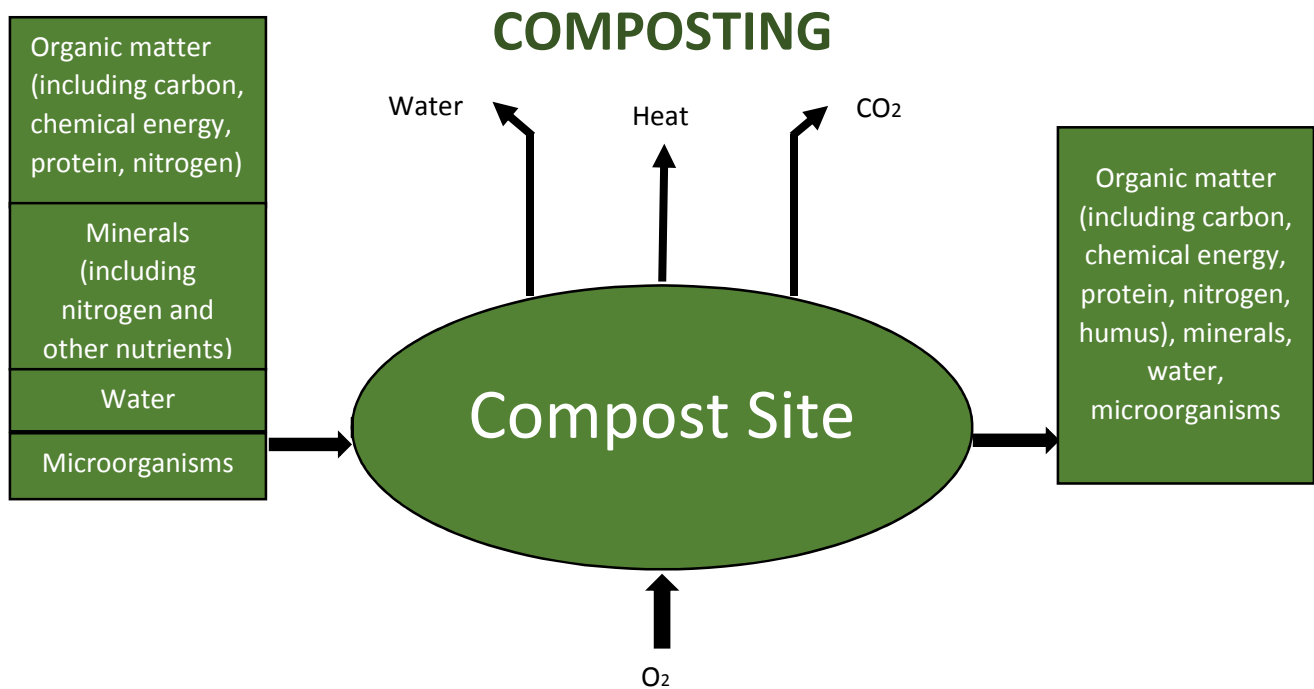 COMPOSTING
Organic matter
(including carbon,
chemical energy,
protein, nitrogen)
Minerals
(including
nitrogen and
other nutrients)
Water
Microorganisms
Water
Heat
CO2
Compost Site
O2
Organic matter
(including carbon,
chemical energy,
protein, nitrogen,
humus), minerals,
water,
microorganisms